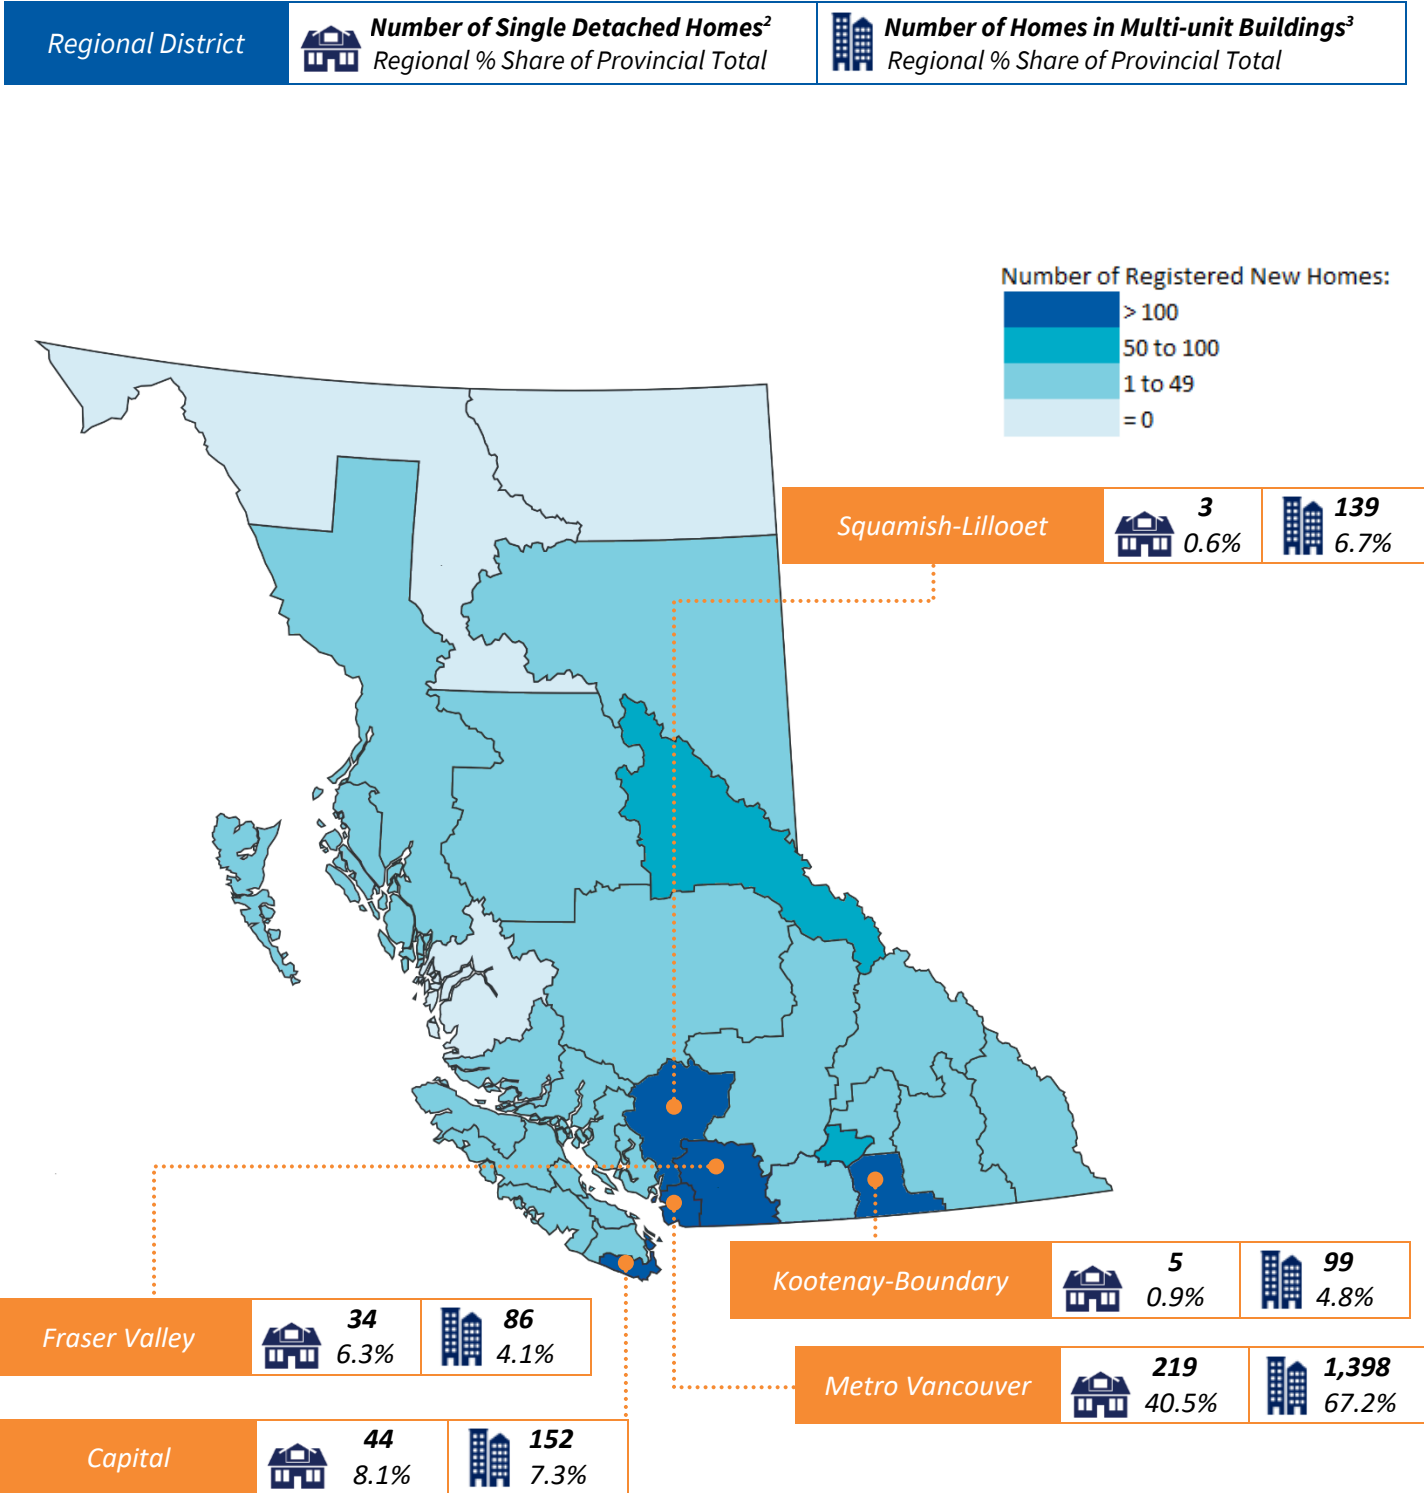 Regional District
Number of Single Detached Homes2
Regional % Share of Provincial Total
Number of Homes in Multi-unit Buildings3
Regional % Share of Provincial Total
Number of Registered New Homes:
> 100
50 to 100
1 to 49
= 0
Squamish-Lillooet
3
0.6%
139
6.7%
Kootenay-Boundary
5
0.9%
99
4.8%
Fraser Valley
34
6.3%
86
4.1%
Metro Vancouver
219
40.5%
1,398
67.2%
Capital
44
8.1%
152
7.3%